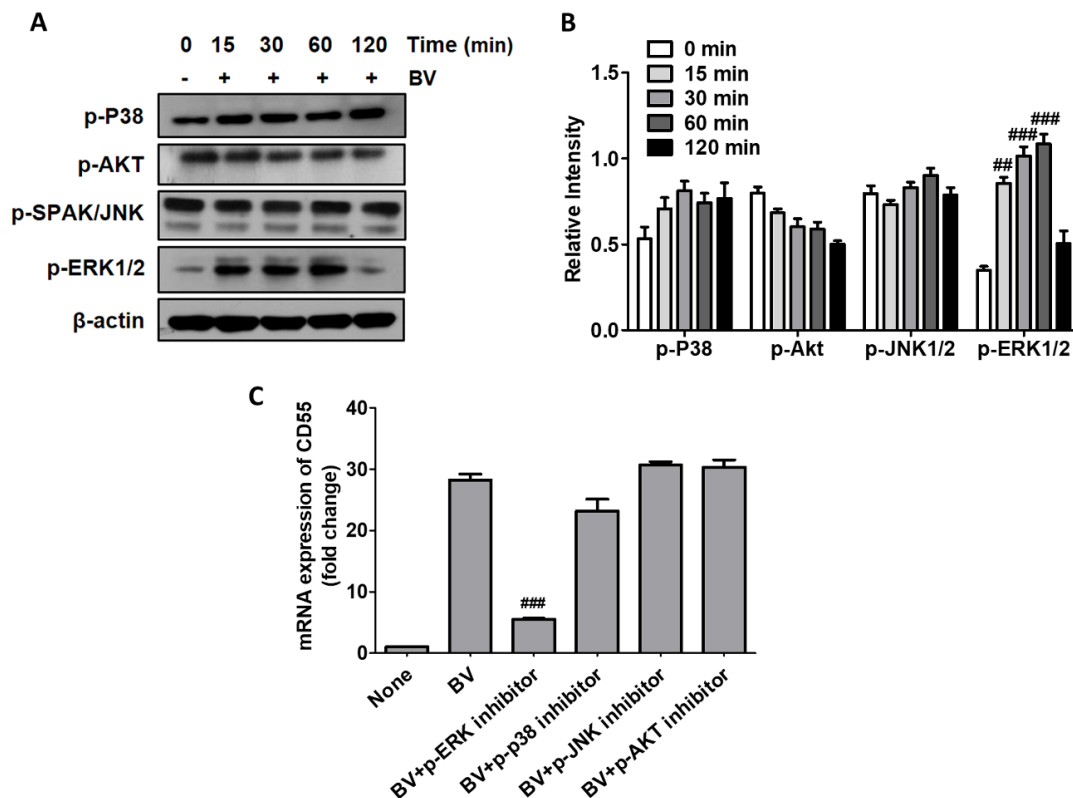 A
0 15 30 60 120 Time (min)
- + + + + BV
p-P38
p-AKT
p-SPAK/JNK
p-ERK1/2
β-actin
B
0 min
15 min
30 min
60 min
120 min
Relative Intensity
1.5
1.0
0.5
0.0
## ### ###
p-P38 p-Akt p-JNK1/2 p-ERK1/2
C
mRNA expression of CD55
(fold change)
40
30
20
10
0
###
None
BV
BV+p-ERK inhibitor
BV+p-p38 inhibitor
BV+p-JNK inhibitor
BV+p-AKT inhibitor